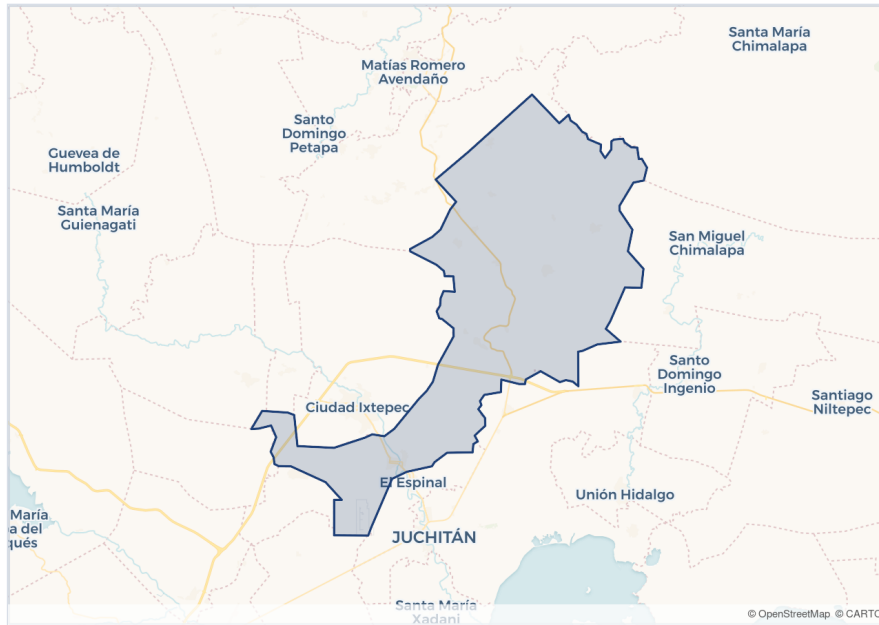 Santa María
Chimalapa
Matías Romero
Avendaño
Santo
Domingo
Petapa
Guevea de
Humboldt
Santa María
Guienagati
San Miguel
Chimalapa
Santo
Domingo
Ingenio
Santiago
Niltepec
Ciudad Ixtepec
El Espinal
Unión Hidalgo
María
a del
qués
JUCHITÁN
Santa María
Xadani
© OpenStreetMap © CARTO